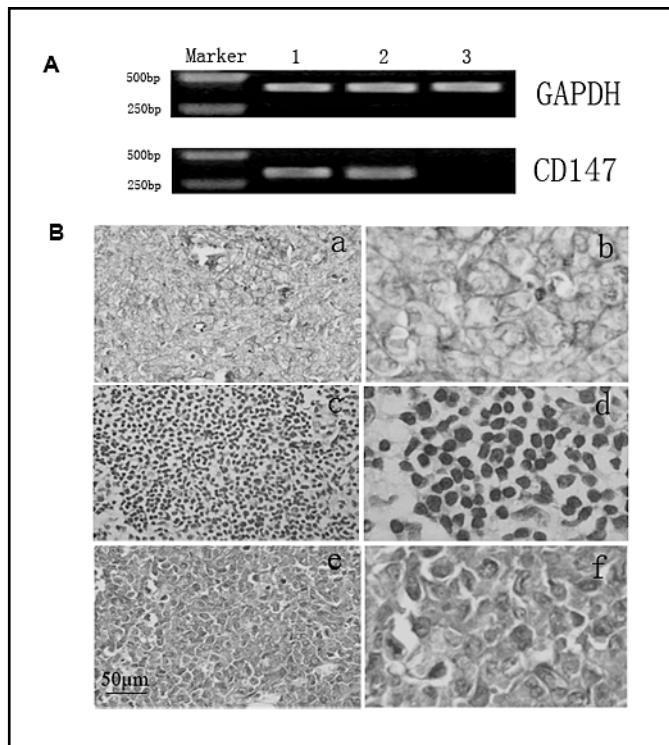 A
Marker 1 2 3
500bp
250bp
GAPDH
500bp
250bp
CD147
B
a
b
c
d
e
f
50μm